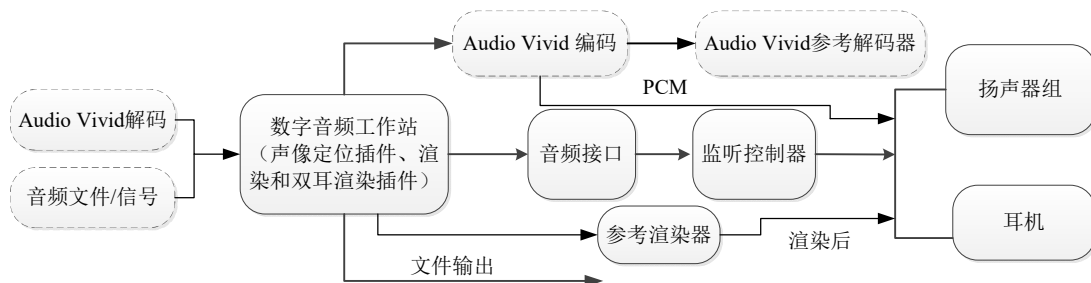 Audio Vivid 编码
Audio Vivid参考解码器
PCM
扬声器组
Audio Vivid解码
数字音频工作站
（声像定位插件、渲
染和双耳渲染插件）
音频接口
监听控制器
音频文件/信号
参考渲染器
渲染后
耳机
文件输出